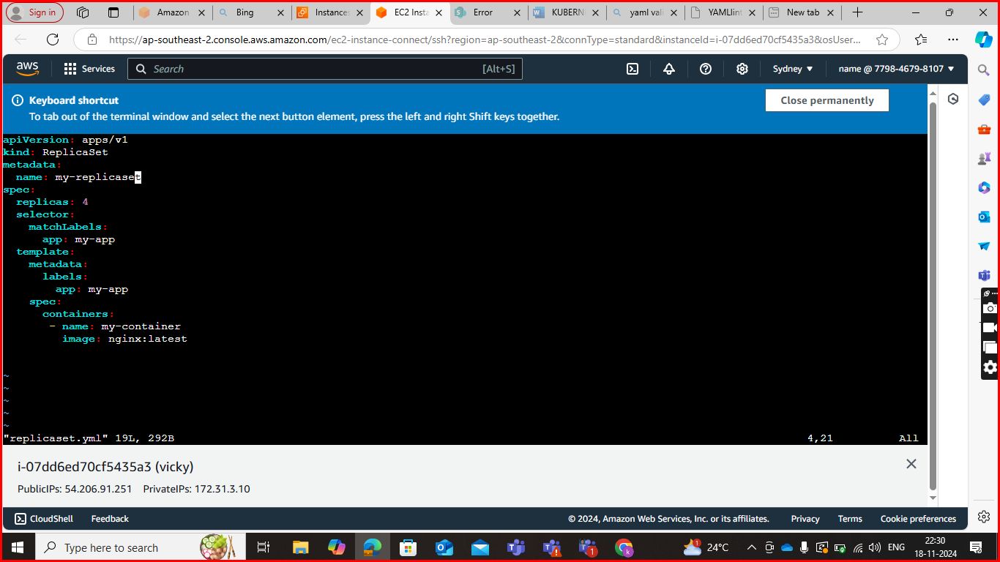 Sign in
Amazon
Bing
Instances
EC2 Insta
Error
KUBERN
yaml vali
YAMLlint
New tab
https://ap-southeast-2.console.aws.amazon.com/ec2-instance-connect/ssh?region=ap-southeast-2&connType=standard&instanceId=i-07dd6ed70cf5435a3&osUser...
aws
Services
Search
[Alt+S]
Sydney
name @ 7798-4679-8107
Keyboard shortcut
Close permanently
To tab out of the terminal window and select the next button element, press the left and right Shift keys together.
apiVersion: apps/v1
kind: ReplicaSet
metadata:
  name: my-replicaset
spec:
  replicas: 4
  selector:
    matchLabels:
      app: my-app
  template:
    metadata:
      labels:
        app: my-app
    spec:
      containers:
       - name: my-container
         image: nginx:latest
~
~
~
~
~
"replicaset.yml" 19L, 292B 4,21 All
i-07dd6ed70cf5435a3 (vicky)
PublicIPs: 54.206.91.251 PrivateIPs: 172.31.3.10
CloudShell
Feedback
© 2024, Amazon Web Services, Inc. or its affiliates.
Privacy
Terms
Cookie preferences
Type here to search
1
k
1
24°C
ENG
22:30
18-11-2024